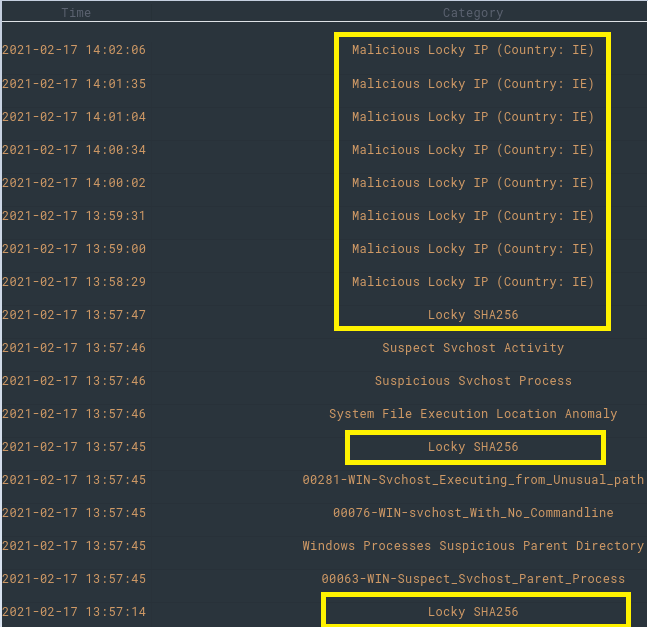 Time Category
2021-02-17 14:02:06 Malicious Locky IP (Country: IE)
2021-02-17 14:01:35 Malicious Locky IP (Country: IE)
2021-02-17 14:01:04 Malicious Locky IP (Country: IE)
2021-02-17 14:00:34 Malicious Locky IP (Country: IE)
2021-02-17 14:00:02 Malicious Locky IP (Country: IE)
2021-02-17 13:59:31 Malicious Locky IP (Country: IE)
2021-02-17 13:59:00 Malicious Locky IP (Country: IE)
2021-02-17 13:58:29 Malicious Locky IP (Country: IE)
2021-02-17 13:57:47 Locky SHA256
2021-02-17 13:57:46 Suspect Svchost Activity
2021-02-17 13:57:46 Suspicious Svchost Process
2021-02-17 13:57:46 System File Execution Location Anomaly
2021-02-17 13:57:45 Locky SHA256
2021-02-17 13:57:45 00281-WIN-Svchost_Executing_from_Unusual_path
2021-02-17 13:57:45 00076-WIN-svchost_With_No_Commandline
2021-02-17 13:57:45 Windows Processes Suspicious Parent Directory
2021-02-17 13:57:45 00063-WIN-Suspect_Svchost_Parent_Process
2021-02-17 13:57:14 Locky SHA256